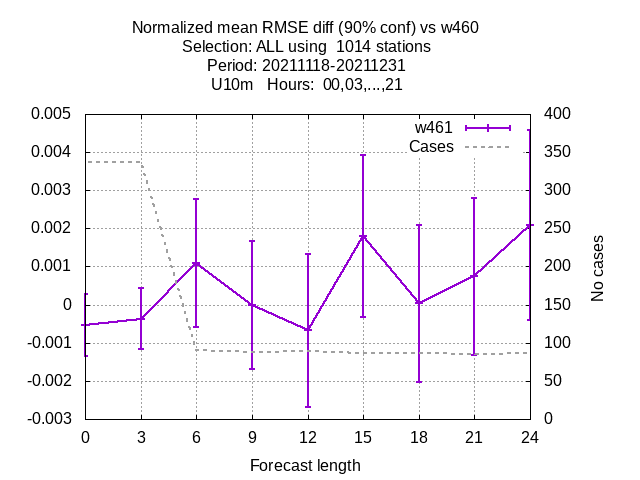 Normalized mean RMSE diff (90% conf) vs w460
Selection: ALL using  1014 stations
Period: 20211118-20211231
U10m   Hours:  00,03,...,21
w461
Cases
0.005
0.004
0.003
0.002
0.001
0
-0.001
-0.002
-0.003
400
350
300
250
200
150
100
50
0
No cases
0 3 6 9 12 15 18 21 24
Forecast length